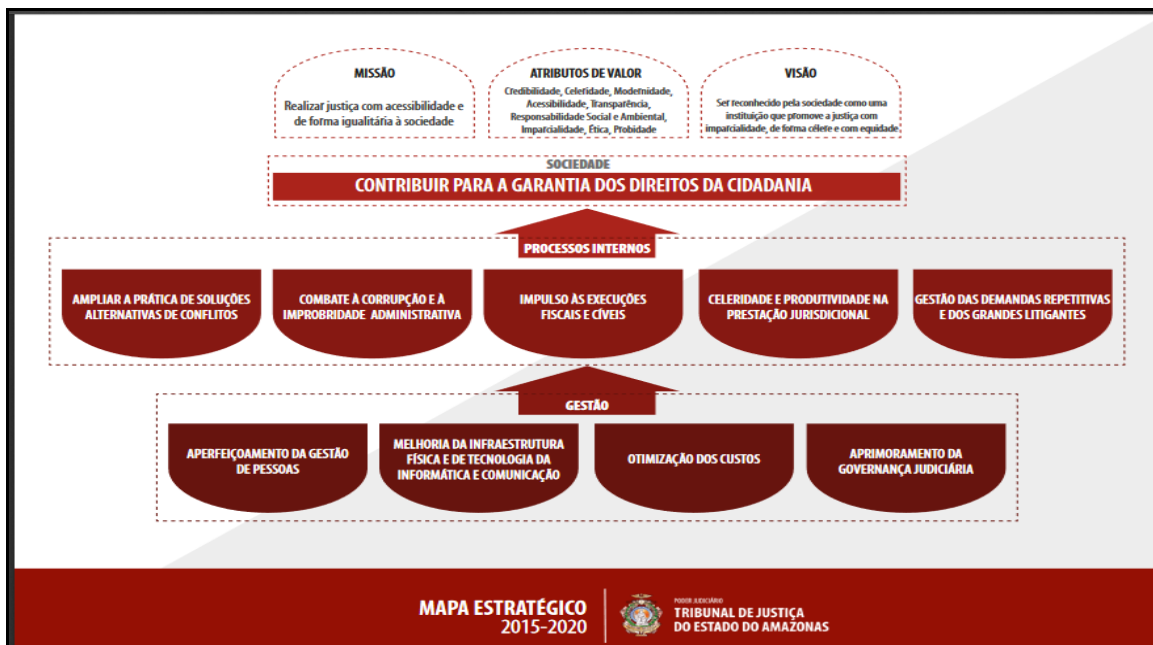 MISSÃO
Realizar justiça com acessibilidade e
de forma igualitária à sociedade
ATRIBUTOS DE VALOR
Credibilidade, Celeridade, Modernidade,
Acessibilidade, Transparência,
Responsabilidade Social e Ambiental,
Imparcialidade, Ética, Probidade
VISÃO
Ser reconhecido pela sociedade como uma
instituição que promove a justiça com
imparcialidade, de forma célere e com equidade.
SOCIEDADE
CONTRIBUIR PARA A GARANTIA DOS DIREITOS DA CIDADANIA
PROCESSOS INTERNOS
AMPLIAR A PRÁTICA DE SOLUÇÕES
ALTERNATIVAS DE CONFLITOS
COMBATE À CORRUPÇÃO E À
IMPROBRIDADE ADMINISTRATIVA
IMPULSO ÀS EXECUÇÕES
FISCAIS E CÍVEIS
CELERIDADE E PRODUTIVIDADE NA
PRESTAÇÃO JURISDICIONAL
GESTÃO DAS DEMANDAS REPETITIVAS
E DOS GRANDES LITIGANTES
GESTÃO
APERFEIÇOAMENTO DA GESTÃO
DE PESSOAS
MELHORIA DA INFRAESTRUTURA
FÍSICA E DE TECNOLOGIA DA
INFORMÁTICA E COMUNICAÇÃO
OTIMIZAÇÃO DOS CUSTOS
APRIMORAMENTO DA
GOVERNANÇA JUDICIÁRIA
MAPA ESTRATÉGICO
2015-2020
PODER JUDICIÁRIO
TRIBUNAL DE JUSTIÇA
DO ESTADO DO AMAZONAS